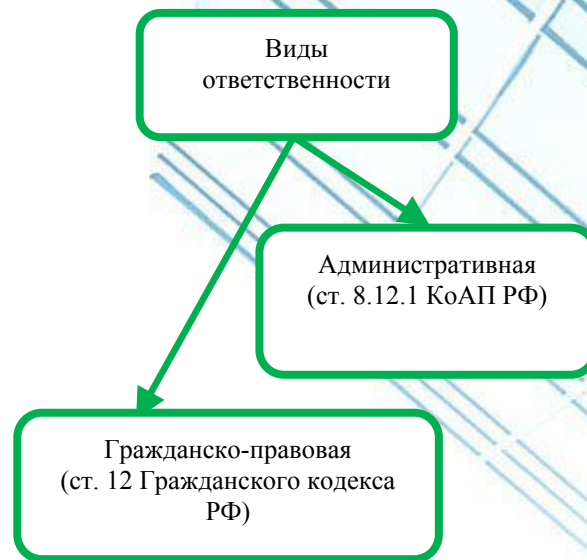 Виды
ответственности
Административная
(ст. 8.12.1 КоАП РФ)
Гражданско-правовая
(ст. 12 Гражданского кодекса
РФ)